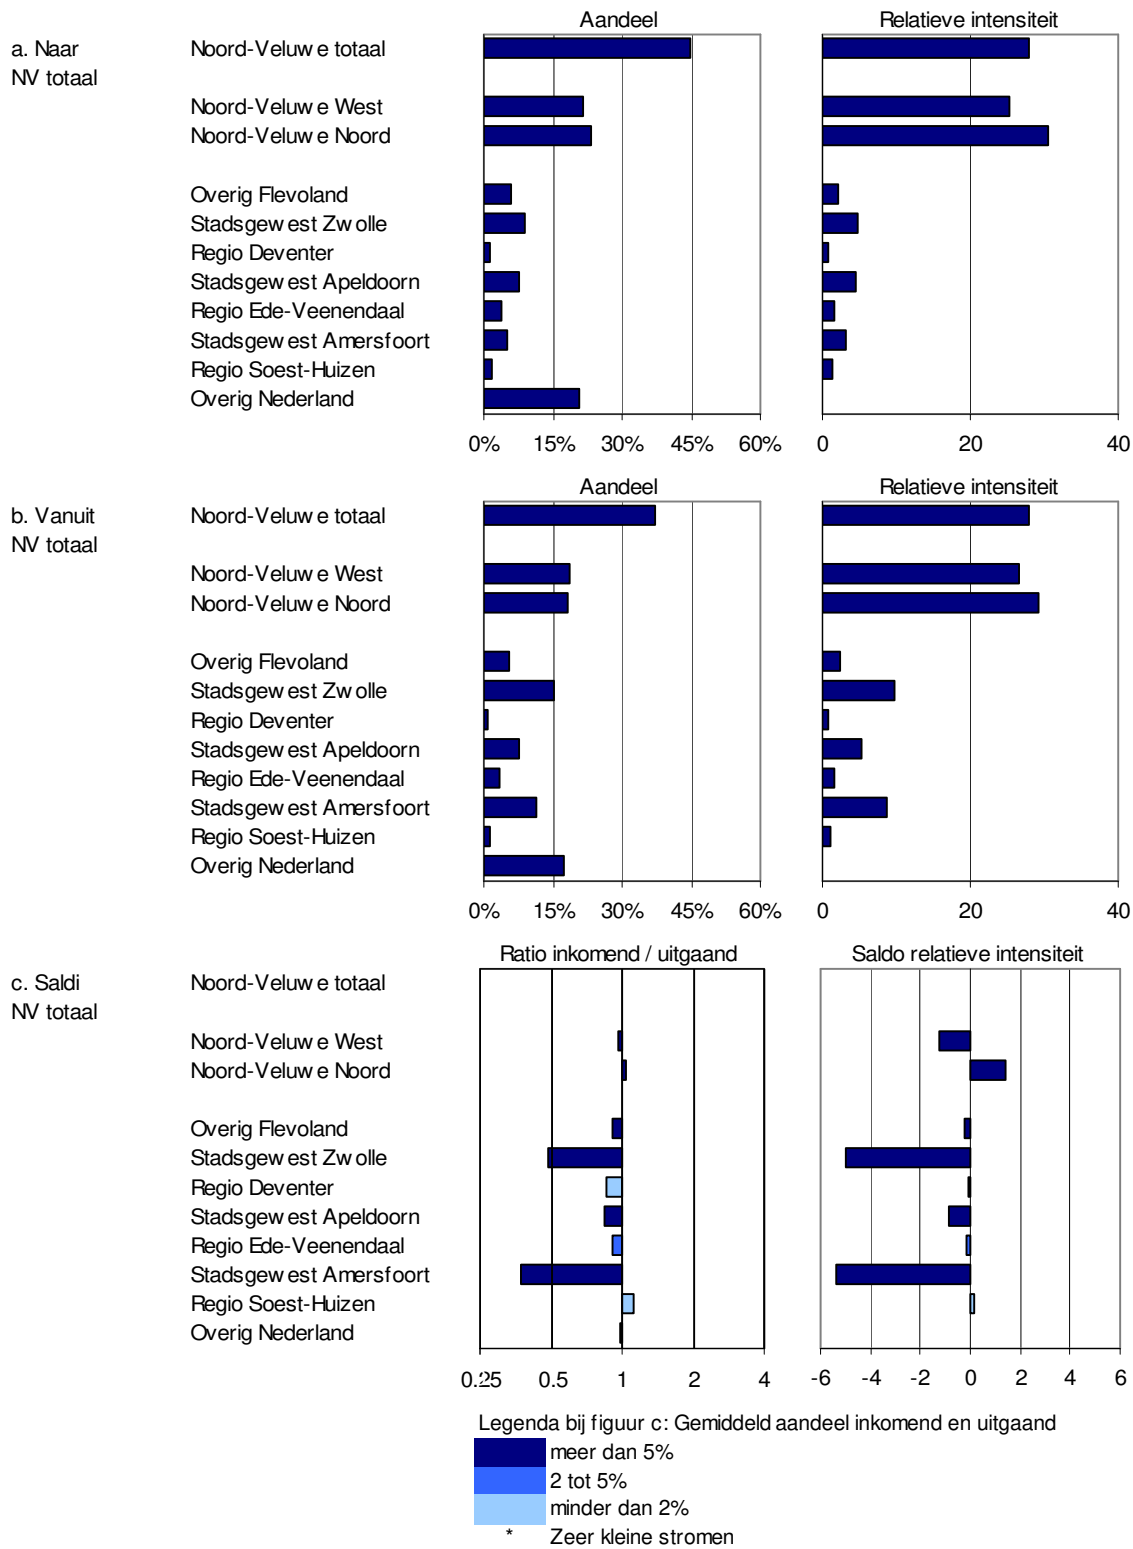 Aandeel Relatieve intensiteit
a. Naar Noord-Veluwe totaal
NV totaal
Noord-Veluwe West
Noord-Veluwe Noord
Overig Flevoland
Stadsgewest Zwolle
Regio Deventer
Stadsgewest Apeldoorn
Regio Ede-Veenendaal
Stadsgewest Amersfoort
Regio Soest-Huizen
Overig Nederland
0% 15% 30% 45% 60% 0 20 40
Aandeel Relatieve intensiteit
b. Vanuit Noord-Veluwe totaal
NV totaal
Noord-Veluwe West
Noord-Veluwe Noord
Overig Flevoland
Stadsgewest Zwolle
Regio Deventer
Stadsgewest Apeldoorn
Regio Ede-Veenendaal
Stadsgewest Amersfoort
Regio Soest-Huizen
Overig Nederland
0% 15% 30% 45% 60% 0 20 40
Ratio inkomend / uitgaand Saldo relatieve intensiteit
c. Saldi Noord-Veluwe totaal
NV totaal
Noord-Veluwe West
Noord-Veluwe Noord
Overig Flevoland
Stadsgewest Zwolle
Regio Deventer
Stadsgewest Apeldoorn
Regio Ede-Veenendaal
Stadsgewest Amersfoort
Regio Soest-Huizen
Overig Nederland
0.25 0.5 1 2 4 -6 -4 -2 0 2 4 6
Legenda bij figuur c: Gemiddeld aandeel inkomend en uitgaand
meer dan 5%
2 tot 5%
minder dan 2%
* Zeer kleine stromen